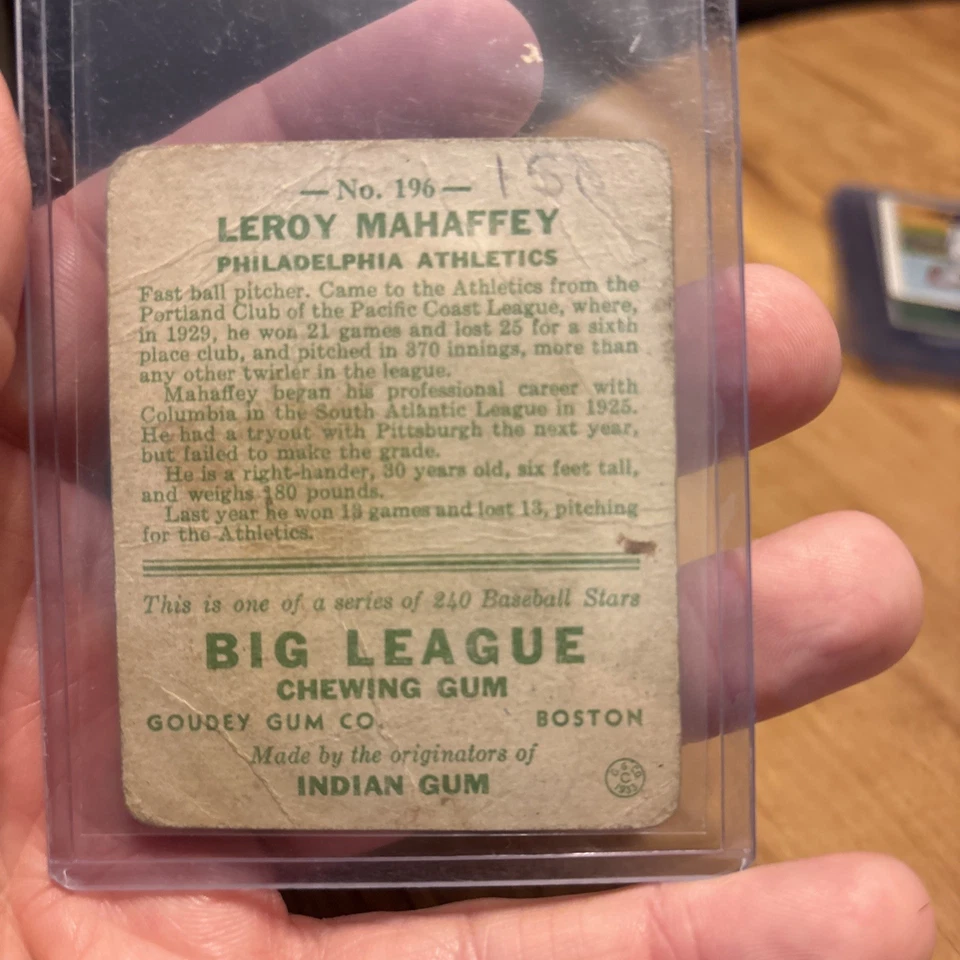 — No. 196 —
LEROY MAHAFFEY
PHILADELPHIA ATHLETICS
Fast ball pitcher. Came to the Athletics from the
Portland Club of the Pacific Coast League, where,
in 1929, he won 21 games and lost 25 for a sixth
place club, and pitched in 370 innings, more than
any other twirler in the league.
Mahaffey began his professional career with
Columbia in the South Atlantic League in 1925.
He had a tryout with Pittsburgh the next year,
but failed to make the grade.
He is a right-hander, 30 years old, six feet tall,
and weighs 180 pounds.
Last year he won 13 games and lost 13, pitching
for the Athletics.
This is one of a series of 240 Baseball Stars
BIG LEAGUE
CHEWING GUM
GOUDEY GUM CO. BOSTON
Made by the originators of
INDIAN GUM
C
1933